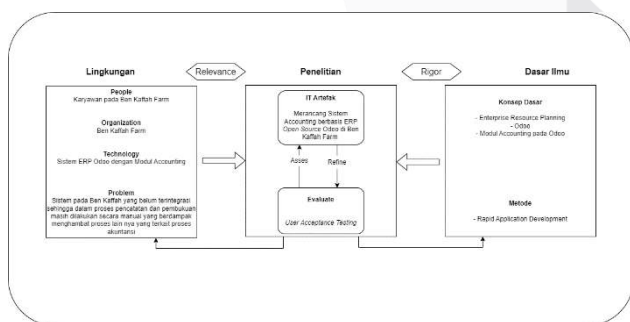 Lingkungan
Relevance
Penelitian
Rigor
Dasar Ilmu
People
Karyawan pada Ben Kaffah Farm
Organization
Ben Kaffah Farm
Technology
Sistem ERP Odoo dengan Modul Accounting
Problem
Sistem pada Ben Kaffah yang belum terintegrasi
sehingga dalam proses pencatatan dan pembukuan
masih dilakukan secara manual yang berdampak
menghambat proses lain nya yang terkait proses
akuntansi
IT Artefak
Merancang Sistem
Accounting berbasis ERP
Open Source Odoo di Ben
Kaffah Farm
Asses
Refine
Evaluate
User Acceptance Testing
Konsep Dasar
- Enterprise Resource Planning
- Odoo
- Modul Accounting pada Odoo
Metode
- Rapid Application Development